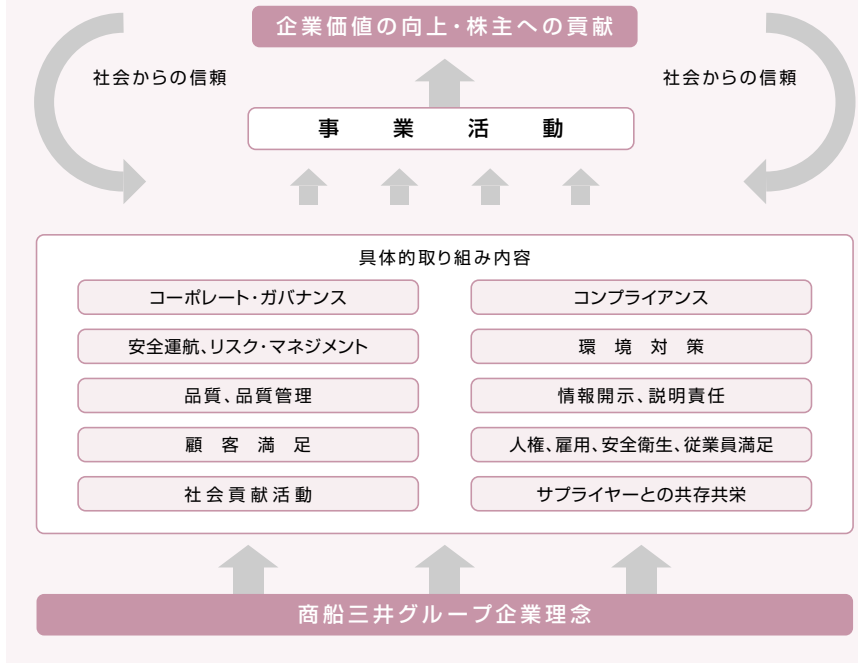 企業価値の向上・株主への貢献
社会からの信頼
社会からの信頼
事業活動
具体的取り組み内容
コーポレート・ガバナンス
コンプライアンス
安全運航、リスク・マネジメント
環境対策
品質、品質管理
情報開示、説明責任
顧客満足
人権、雇用、安全衛生、従業員満足
社会貢献活動
サプライヤーとの共存共栄
商船三井グループ企業理念